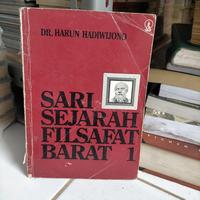 DR. HARUN HADIWIJONO
SARI
SEJARAH
FILSAFAT
BARAT 1